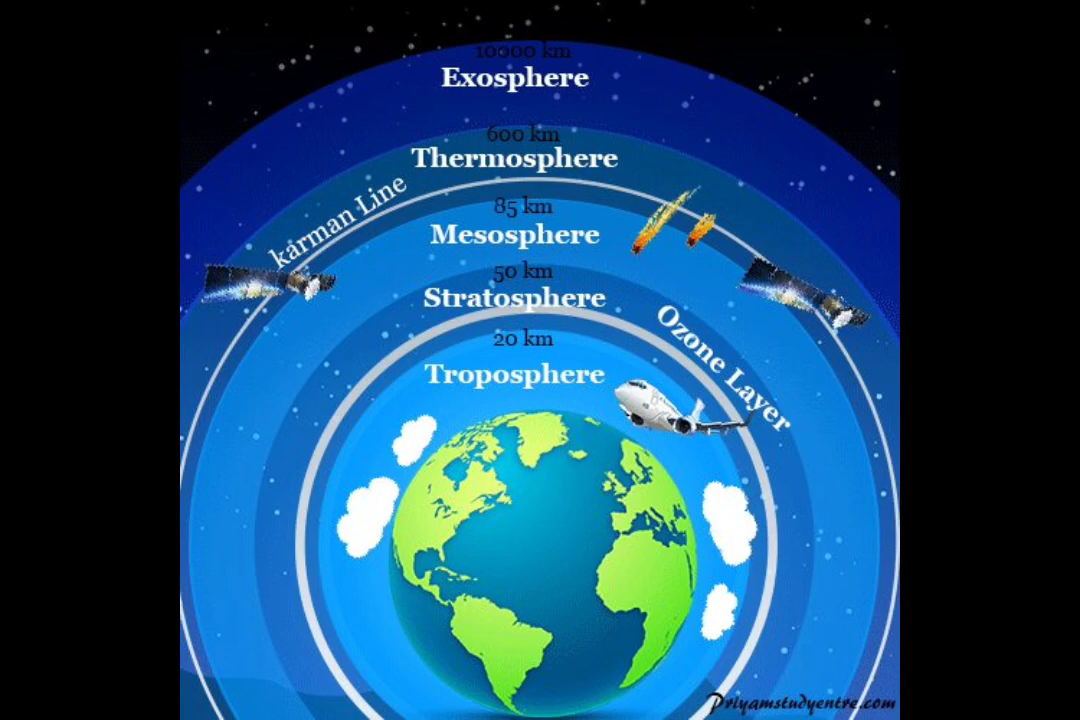 10000 km
Exosphere
600 km
Thermosphere
karman Line
85 km
Mesosphere
50 km
Stratosphere
Ozone Layer
20 km
Troposphere
Priyamstudyentre.com